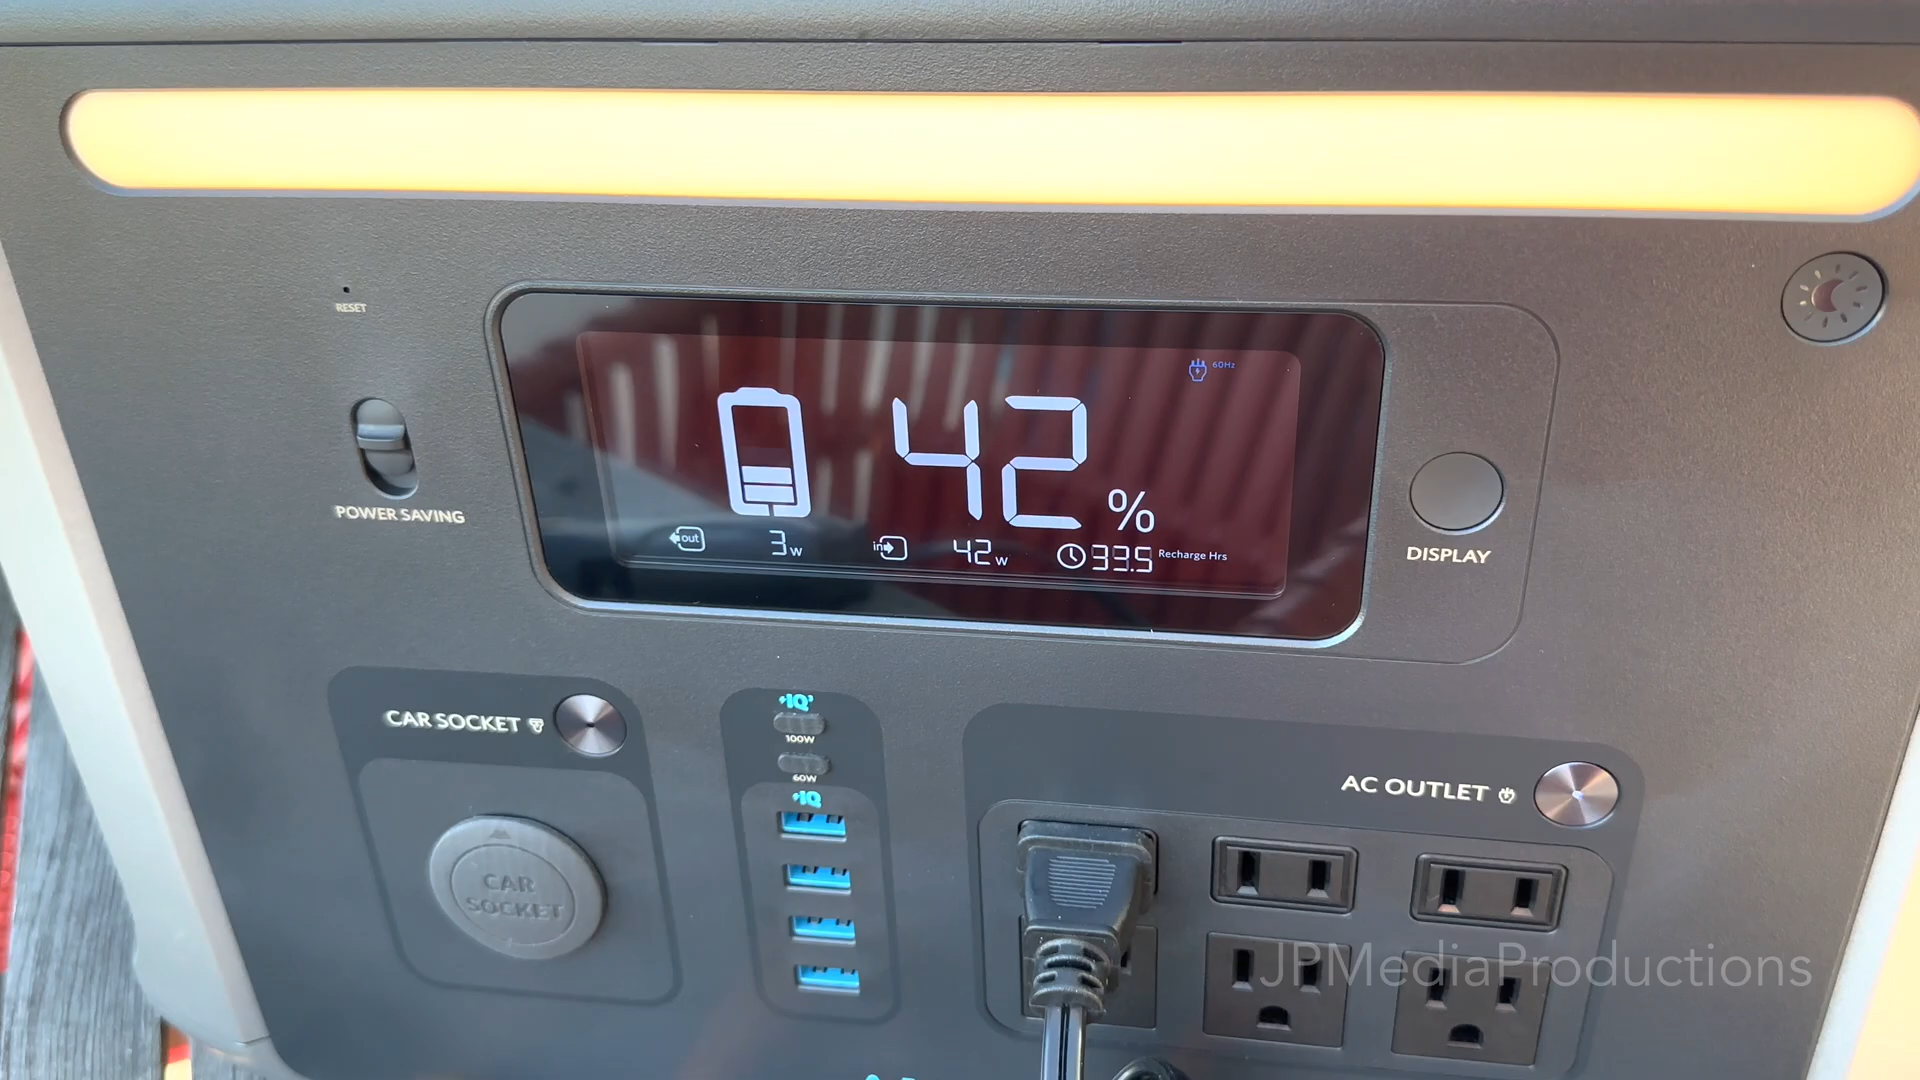 RESET
60Hz
42 %
out 3w in 42w 33.5 Recharge Hrs
POWER SAVING
DISPLAY
CAR SOCKET
IQ3
100W
60W
IQ
AC OUTLET
CAR
SOCKET
JPMediaProductions